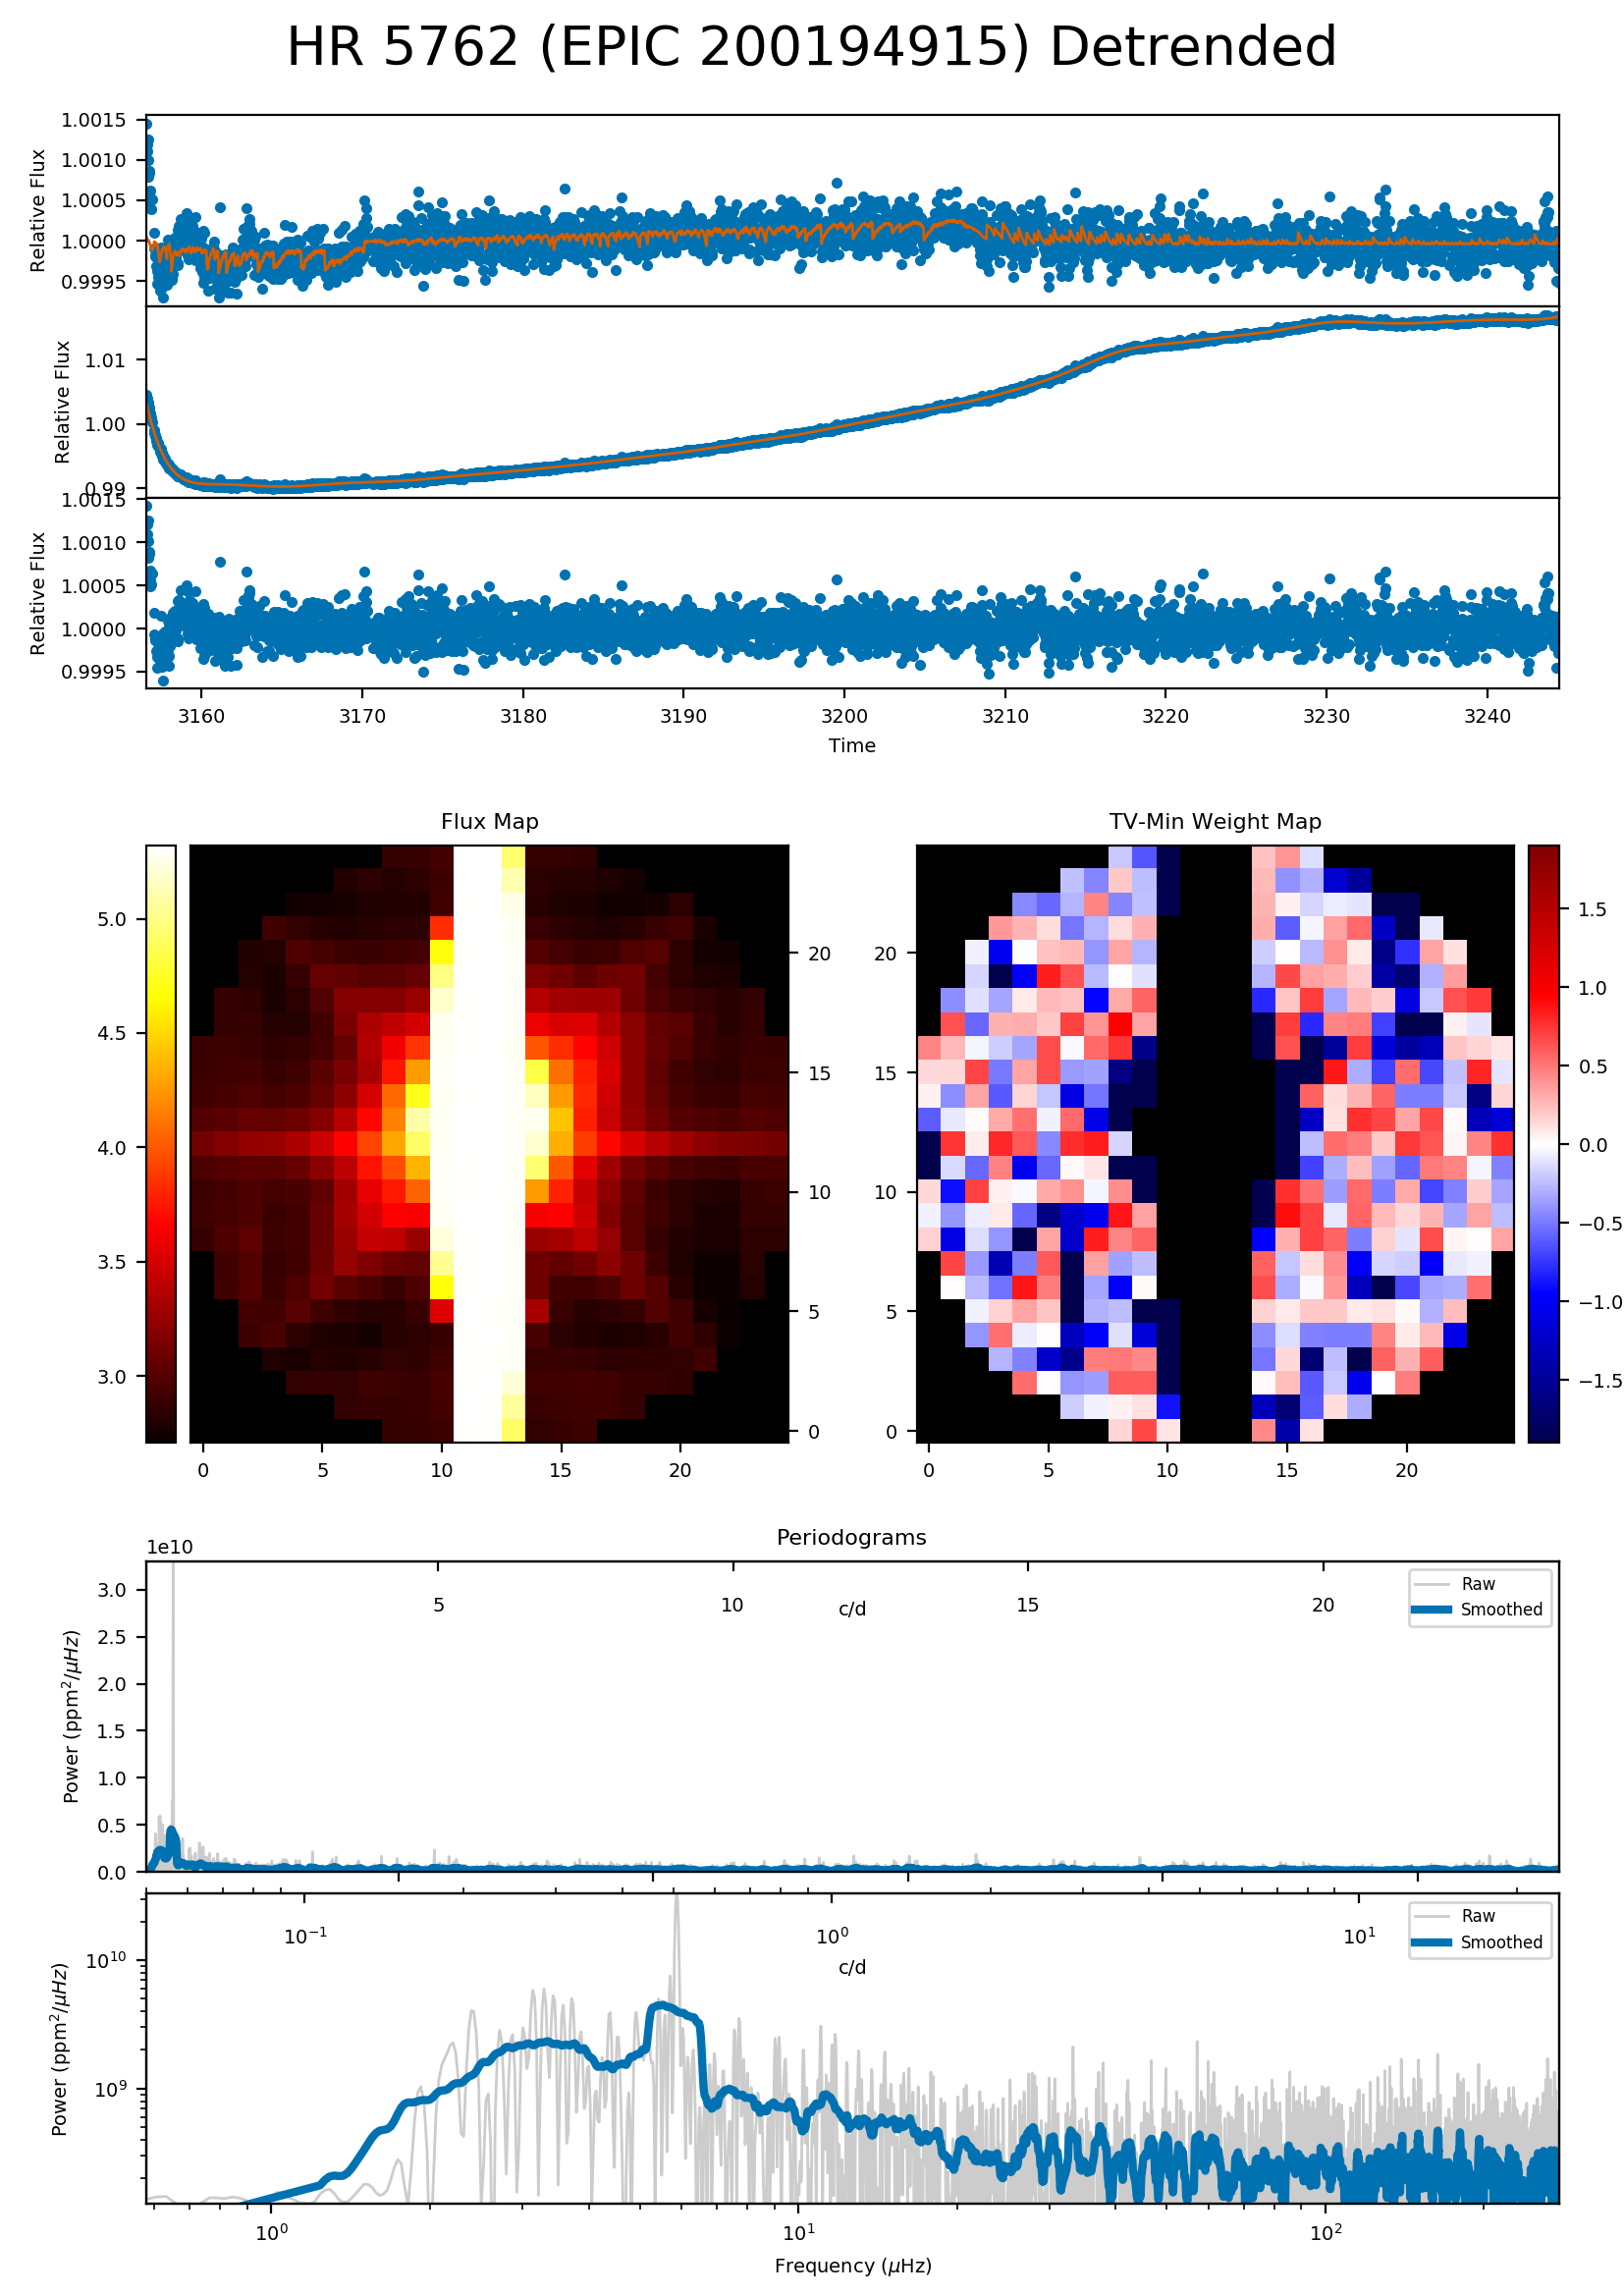 HR 5762 (EPIC 200194915) Detrended
Relative Flux
1.0015
1.0010
1.0005
1.0000
0.9995
Relative Flux
1.01
1.00
0.99
Relative Flux
1.0015
1.0010
1.0005
1.0000
0.9995
3160 3170 3180 3190 3200 3210 3220 3230 3240
Time
Flux Map
5.0
4.5
4.0
3.5
3.0
20
15
10
5
0
0 5 10 15 20
TV-Min Weight Map
20
15
10
5
0
0 5 10 15 20
1.5
1.0
0.5
0.0
−0.5
−1.0
−1.5
Periodograms
1e10
Power (ppm²/μHz)
3.0
2.5
2.0
1.5
1.0
0.5
0.0
5 10 15 20
c/d
Raw
Smoothed
Power (ppm²/μHz)
10¹⁰
10⁹
10⁻¹ 10⁰ 10¹
c/d
Raw
Smoothed
10⁰ 10¹ 10²
Frequency (μHz)